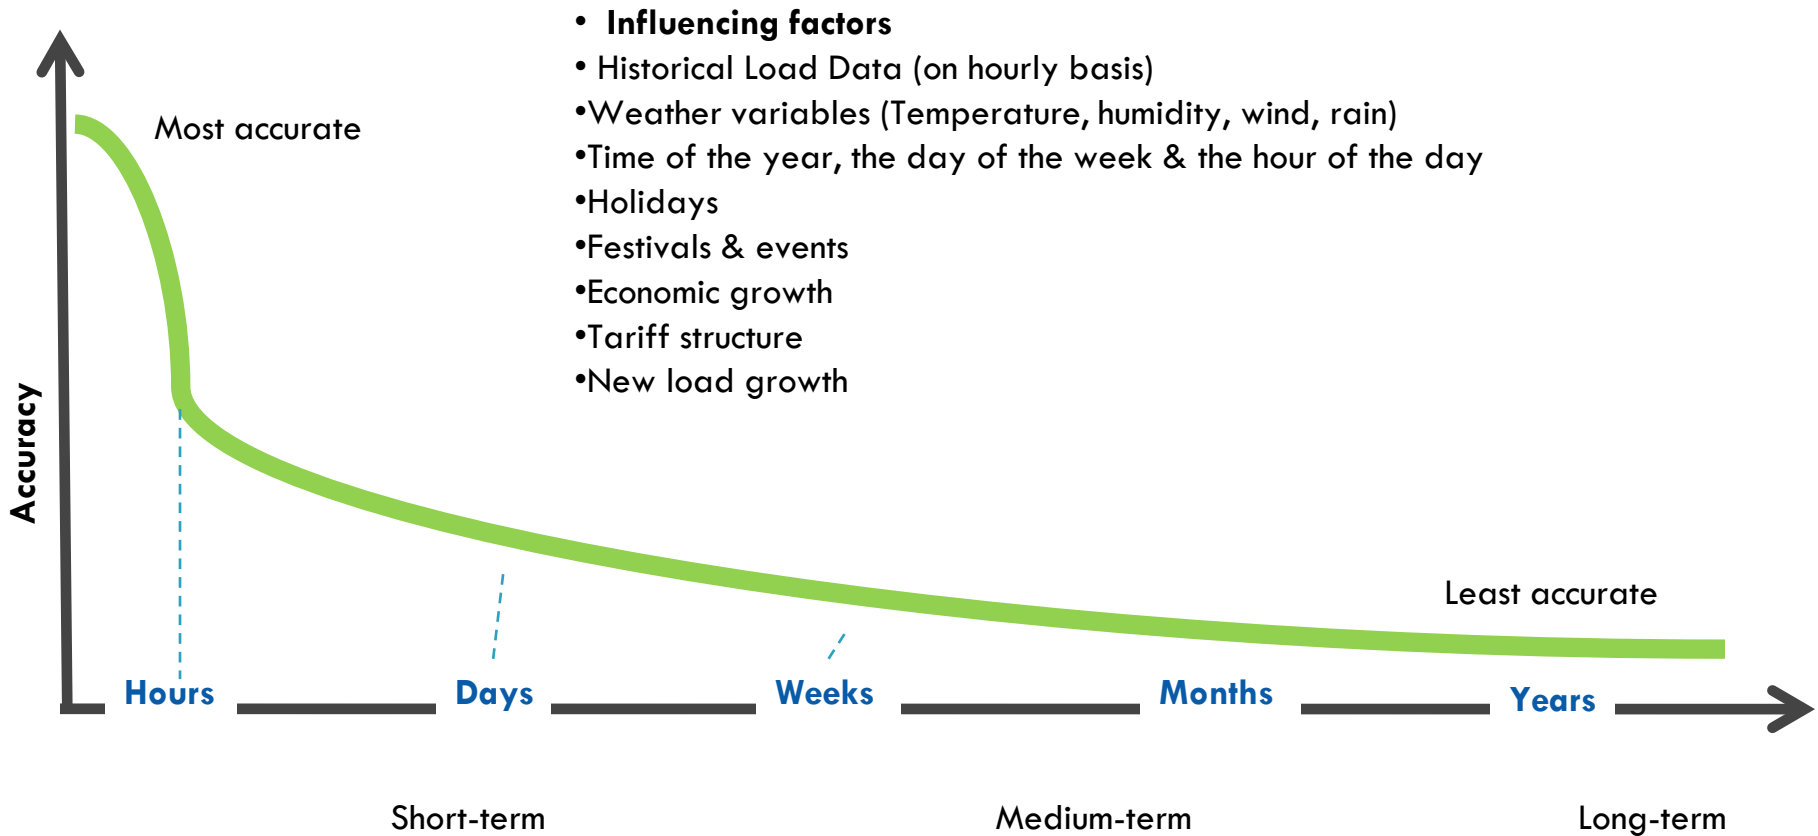 • Influencing factors
• Historical Load Data (on hourly basis)
•Weather variables (Temperature, humidity, wind, rain)
•Time of the year, the day of the week & the hour of the day
•Holidays
•Festivals & events
•Economic growth
•Tariff structure
•New load growth
Most accurate
Accuracy
Least accurate
Hours
Days
Weeks
Months
Years
Short-term
Medium-term
Long-term